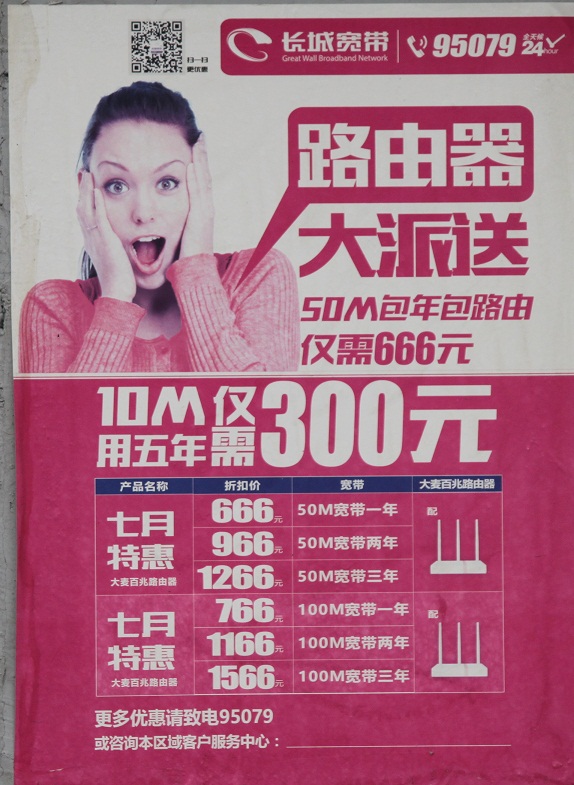 扫一扫
更优惠
长城宽带
Great Wall Broadband Network
95079
全天候
24 hour
路由器
大派送
50M包年包路由
仅需666元
10M仅需300元
用五年
产品名称 折扣价 宽带 大麦百兆路由器
七月特惠
大麦百兆路由器
666元 50M宽带一年
966元 50M宽带两年
1266元 50M宽带三年
配
七月特惠
大麦百兆路由器
766元 100M宽带一年
1166元 100M宽带两年
1566元 100M宽带三年
配
更多优惠请致电95079
或咨询本区域客户服务中心：